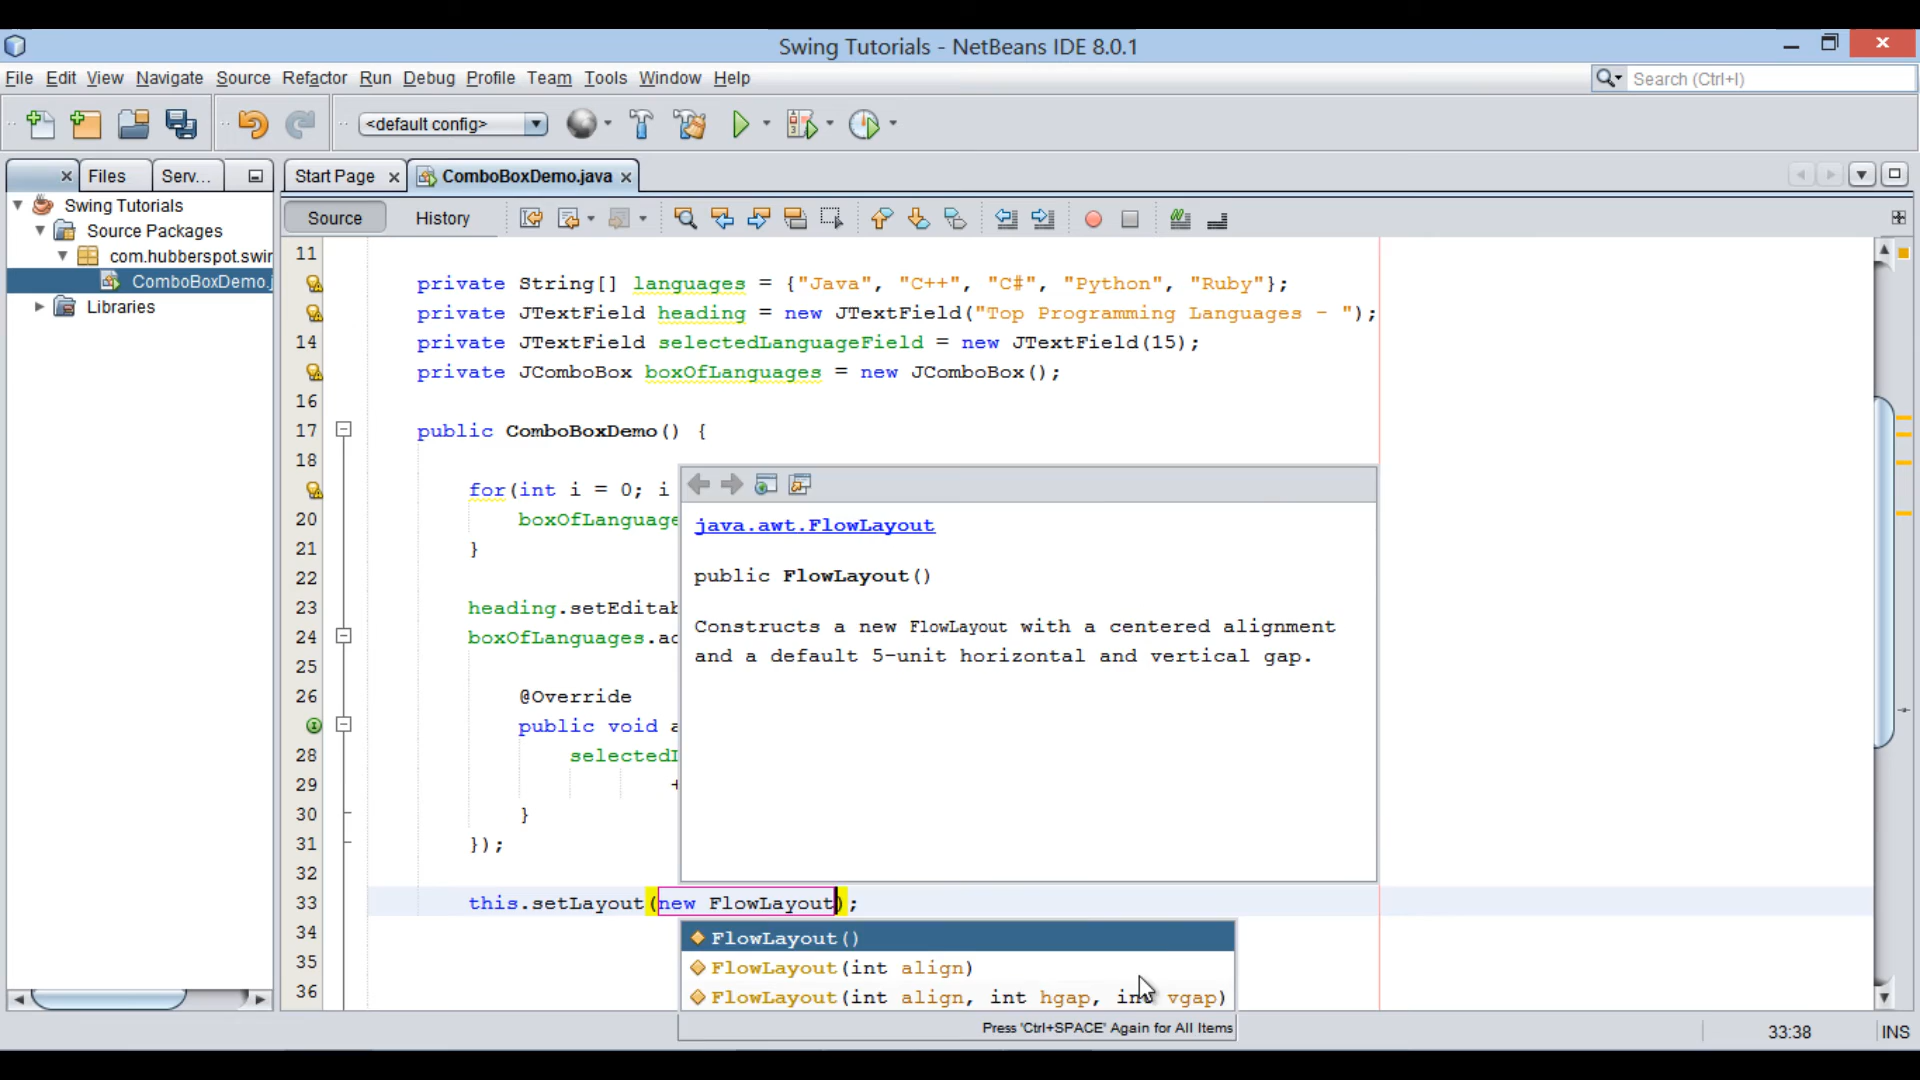 Swing Tutorials - NetBeans IDE 8.0.1
File Edit View Navigate Source Refactor Run Debug Profile Team Tools Window Help
Search (Ctrl+I)
<default config>
Files Serv... Start Page ComboBoxDemo.java
Swing Tutorials
Source Packages
com.hubberspot.swir
ComboBoxDemo.j
Libraries
Source History
11
private String[] languages = {"Java", "C++", "C#", "Python", "Ruby"};
private JTextField heading = new JTextField("Top Programming Languages - ");
14 private JTextField selectedLanguageField = new JTextField(15);
private JComboBox boxOfLanguages = new JComboBox();
16
17 public ComboBoxDemo() {
18
for(int i = 0; i
20 boxOfLanguage
21 }
22
23 heading.setEditab
24 boxOfLanguages.ac
25
26 @Override
public void a
28 selectedL
29 +
30 }
31 });
32
33 this.setLayout(new FlowLayout);
34
35
36
java.awt.FlowLayout
public FlowLayout()
Constructs a new FlowLayout with a centered alignment
and a default 5-unit horizontal and vertical gap.
FlowLayout()
FlowLayout(int align)
FlowLayout(int align, int hgap, int vgap)
Press 'Ctrl+SPACE' Again for All Items
33:38 INS